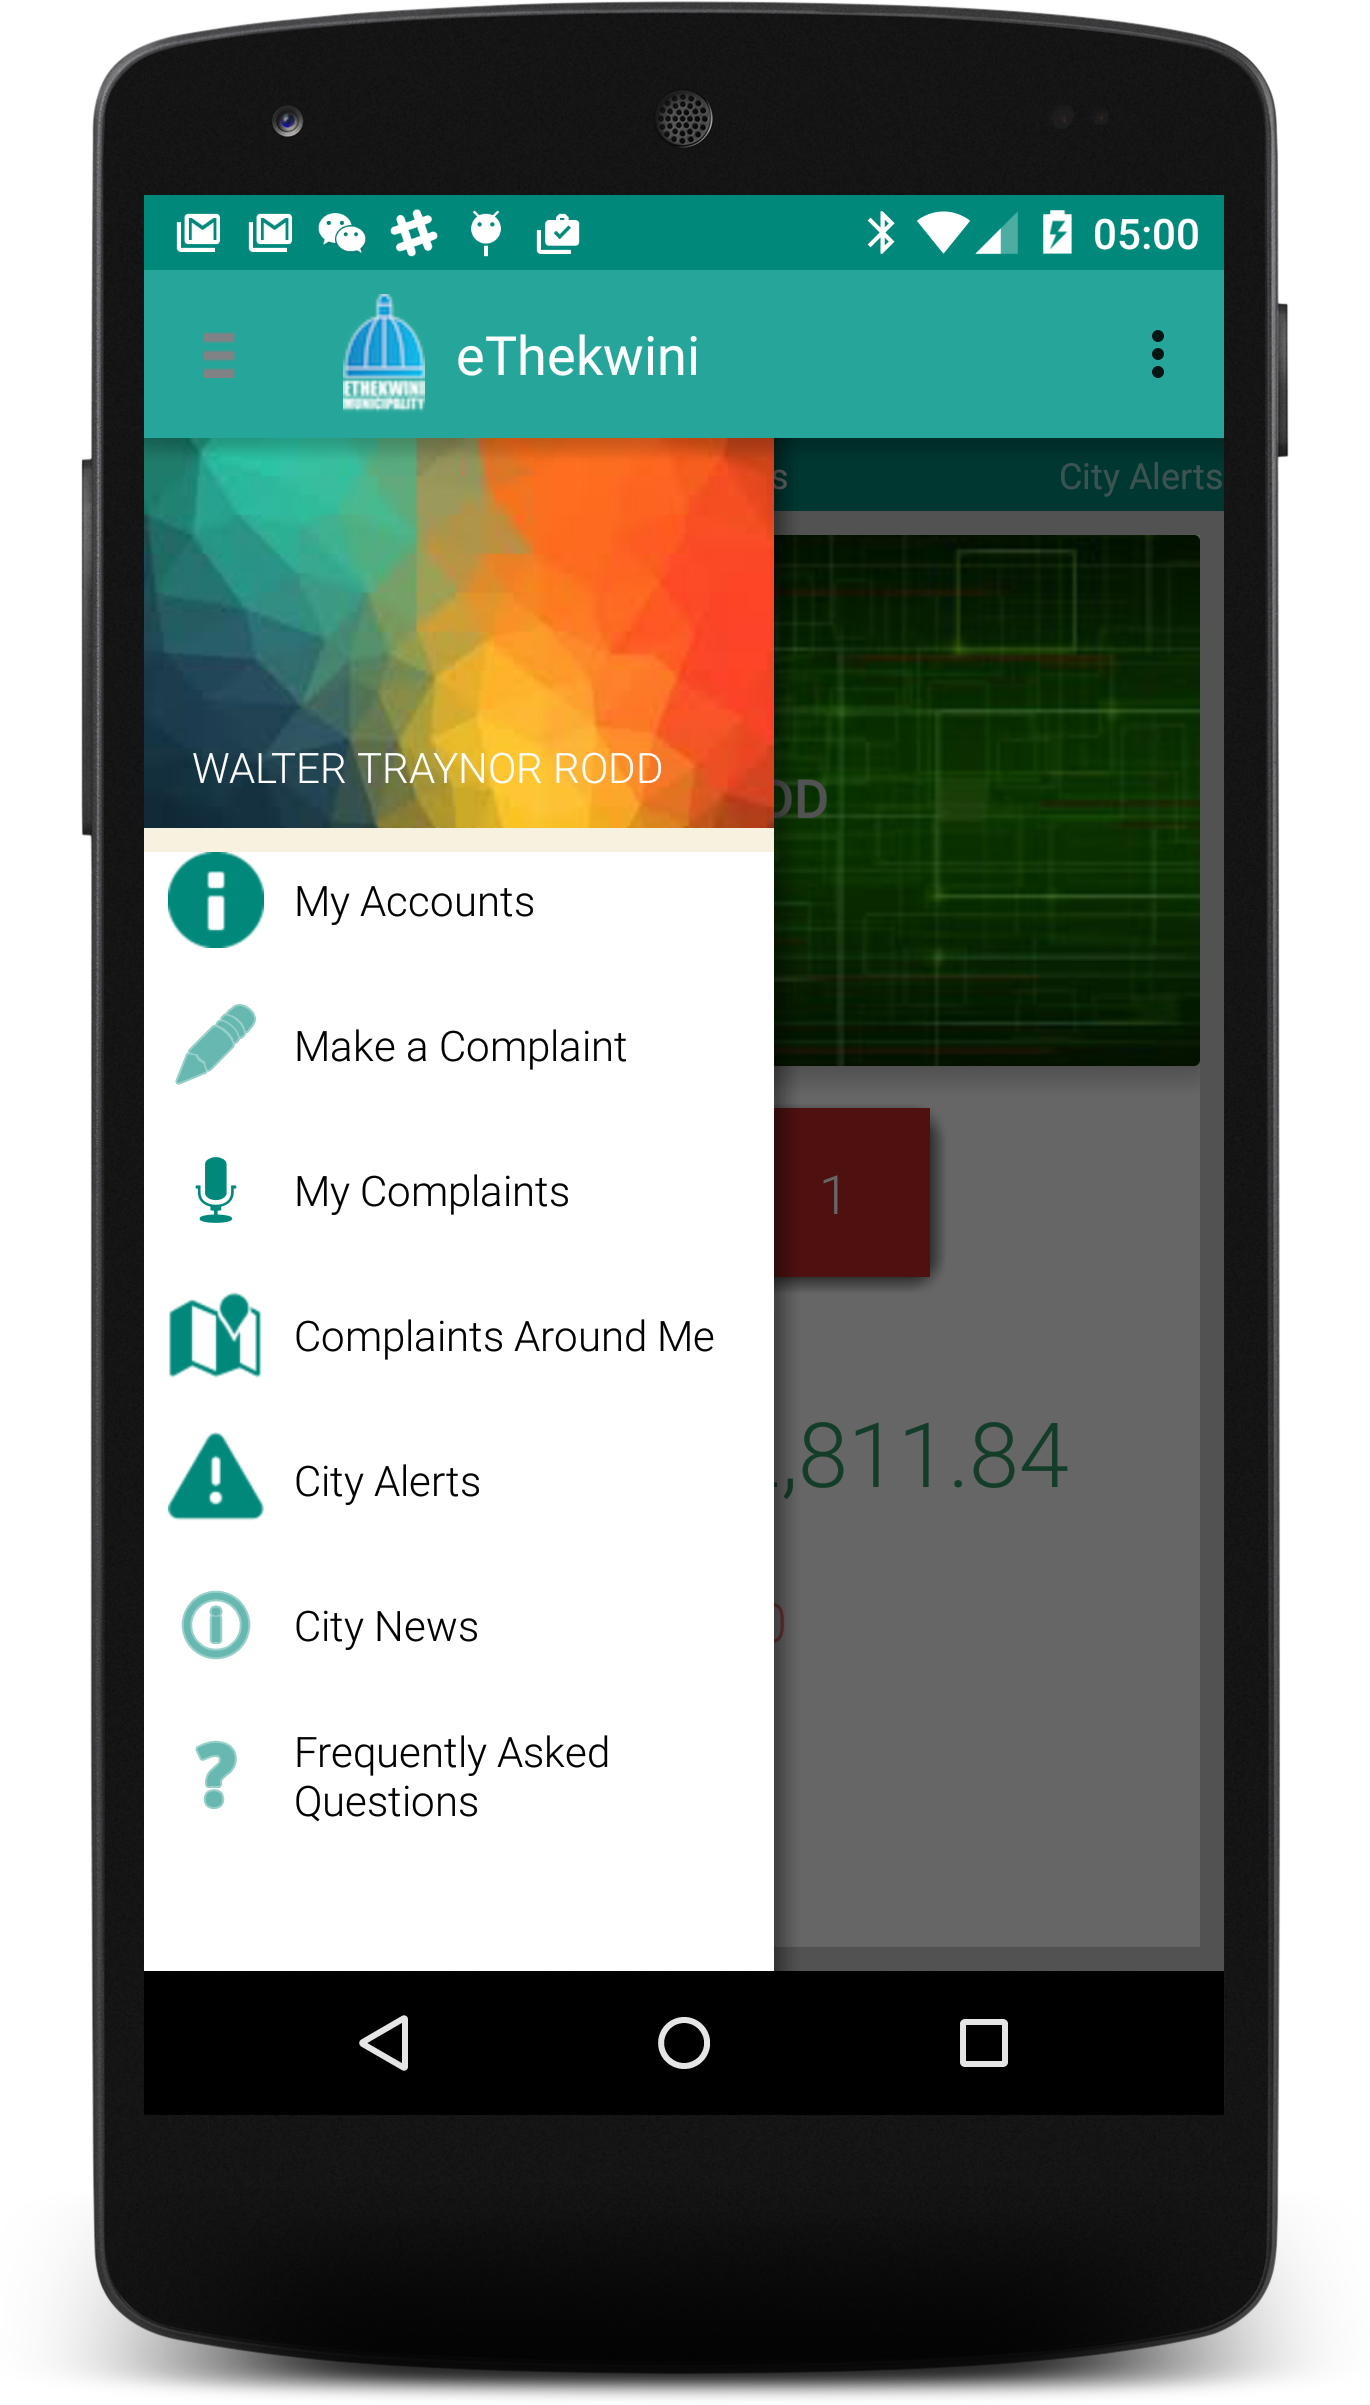 05:00
ETHEKWINI
MUNICIPALITY
eThekwini
s
City Alerts
WALTER TRAYNOR RODD
DD
My Accounts
Make a Complaint
My Complaints
1
Complaints Around Me
,811.84
City Alerts
City News
0
Frequently Asked
Questions